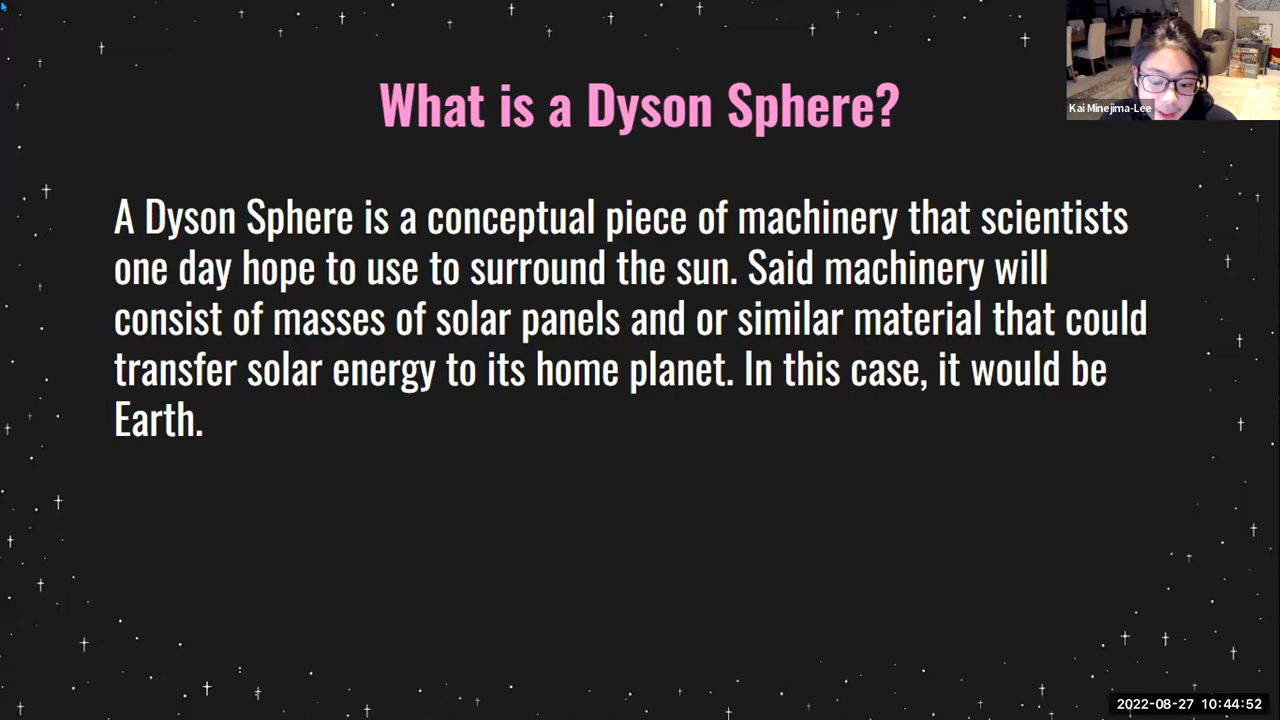 What is a Dyson Sphere?
Kai Minejima-Lee
A Dyson Sphere is a conceptual piece of machinery that scientists
one day hope to use to surround the sun. Said machinery will
consist of masses of solar panels and or similar material that could
transfer solar energy to its home planet. In this case, it would be
Earth.
2022-08-27 10:44:52